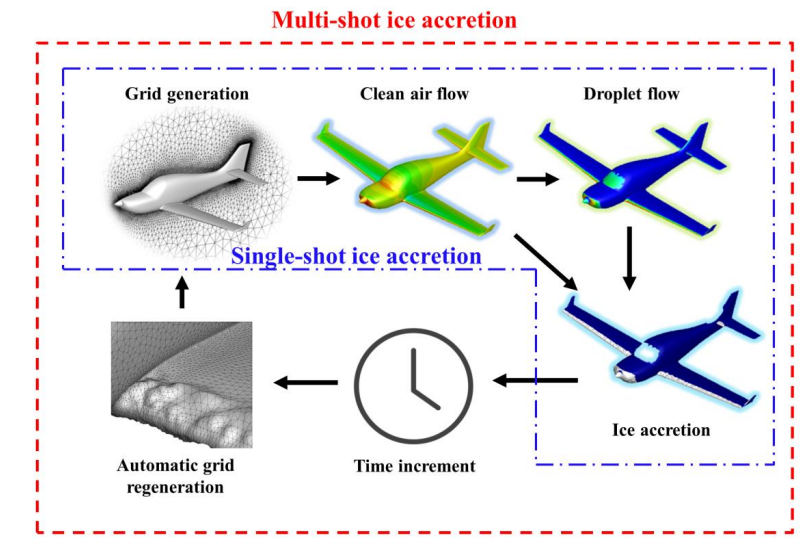 Multi-shot ice accretion
Grid generation
Clean air flow
Droplet flow
Single-shot ice accretion
Ice accretion
Time increment
Automatic grid
regeneration